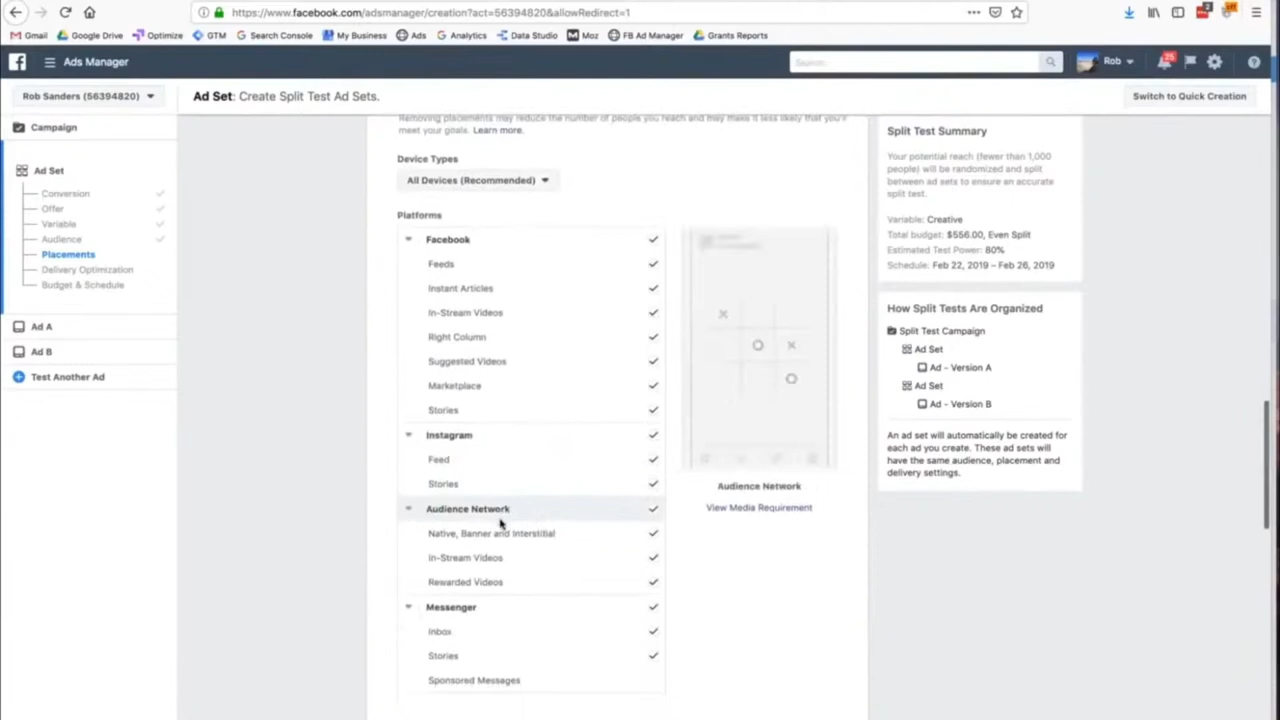 https://www.facebook.com/adsmanager/creation?act=56394820&allowRedirect=1
Gmail Google Drive Optimize GTM Search Console My Business Ads Analytics Data Studio Moz FB Ad Manager Grants Reports
Ads Manager
Search
Rob
25
Rob Sanders (56394820)
Ad Set: Create Split Test Ad Sets.
Switch to Quick Creation
Campaign
Ad Set
Conversion
Offer
Variable
Audience
Placements
Delivery Optimization
Budget & Schedule
Ad A
Ad B
Test Another Ad
Removing placements may reduce the number of people you reach and may make it less likely that you'll
meet your goals. Learn more.
Device Types
All Devices (Recommended)
Platforms
Facebook
Feeds
Instant Articles
In-Stream Videos
Right Column
Suggested Videos
Marketplace
Stories
Instagram
Feed
Stories
Audience Network
Native, Banner and Interstitial
In-Stream Videos
Rewarded Videos
Messenger
Inbox
Stories
Sponsored Messages
Audience Network
View Media Requirement
Split Test Summary
Your potential reach (fewer than 1,000
people) will be randomized and split
between ad sets to ensure an accurate
split test.
Variable: Creative
Total budget: $556.00, Even Split
Estimated Test Power: 80%
Schedule: Feb 22, 2019 – Feb 26, 2019
How Split Tests Are Organized
Split Test Campaign
Ad Set
Ad - Version A
Ad Set
Ad - Version B
An ad set will automatically be created for
each ad you create. These ad sets will
have the same audience, placement and
delivery settings.